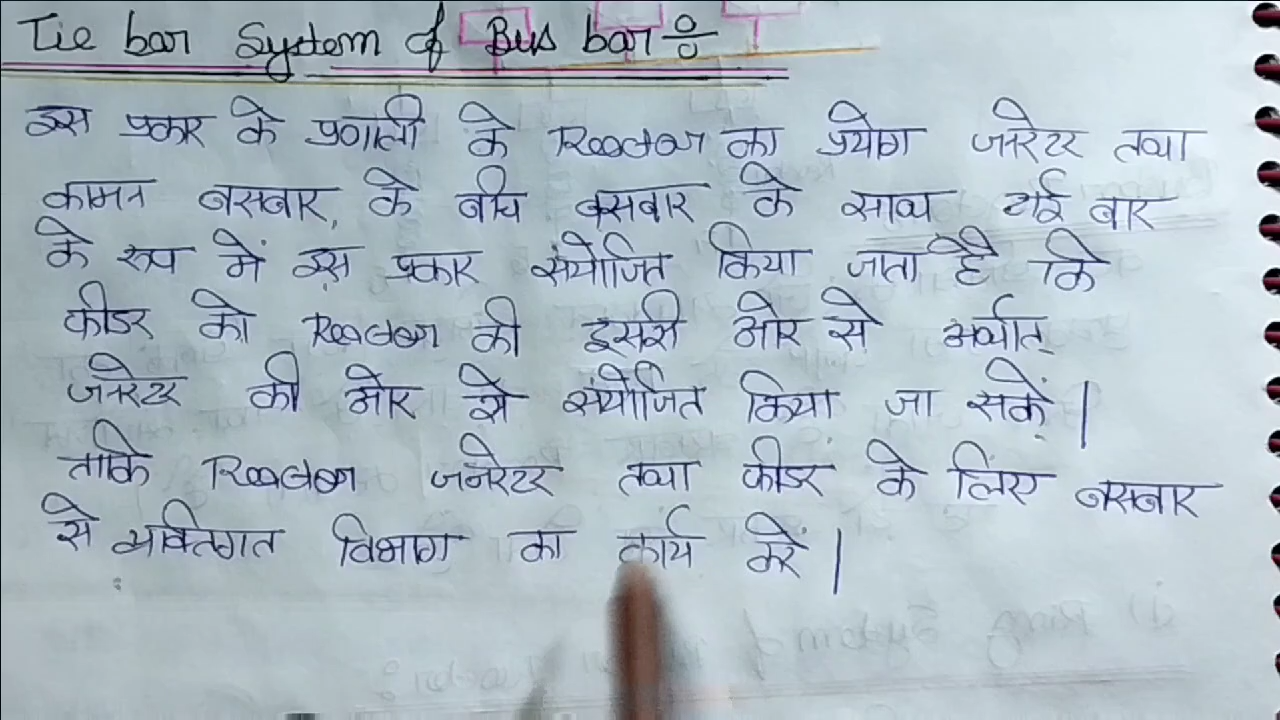 Tie bar System of Bus bar ÷
इस प्रकार के प्रणाली के Reactor का प्रयोग जनरेटर तथा
कामन बसबार, के बीच बसबार के साथ टाई बार
के रूप में इस प्रकार संयोजित किया जाता है कि
फीडर को Reactor की दूसरी ओर से अर्थात्
जनरेटर की ओर से संयोजित किया जा सकें |
ताकि Reactor जनरेटर तथा फीडर के लिए बसबार
से व्यक्तिगत विभाग का कार्य करें |